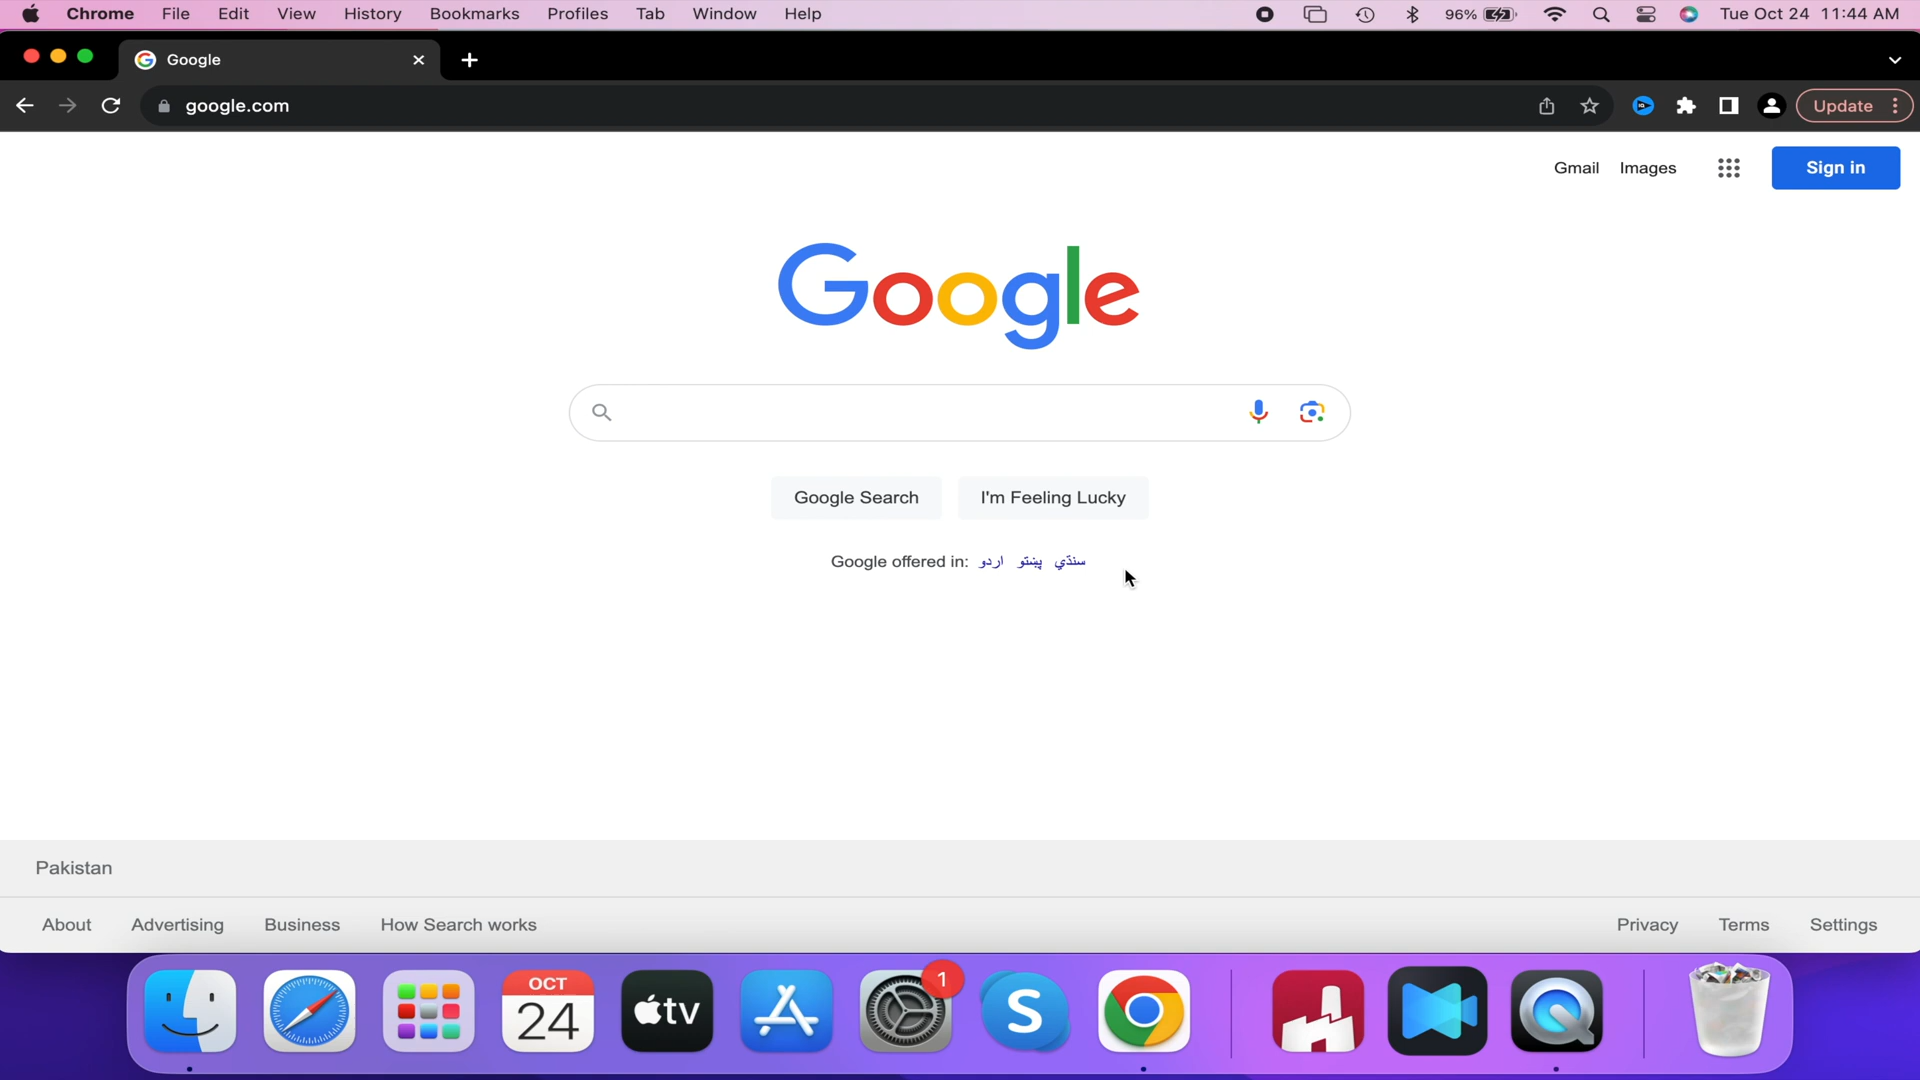 Chrome File Edit View History Bookmarks Profiles Tab Window Help 96% Tue Oct 24 11:44 AM
Google
google.com Update
Gmail Images Sign in
Google
Google Search I'm Feeling Lucky
Google offered in: اردو پښتو سنڌي
Pakistan
About Advertising Business How Search works Privacy Terms Settings
OCT
24
tv
1
S